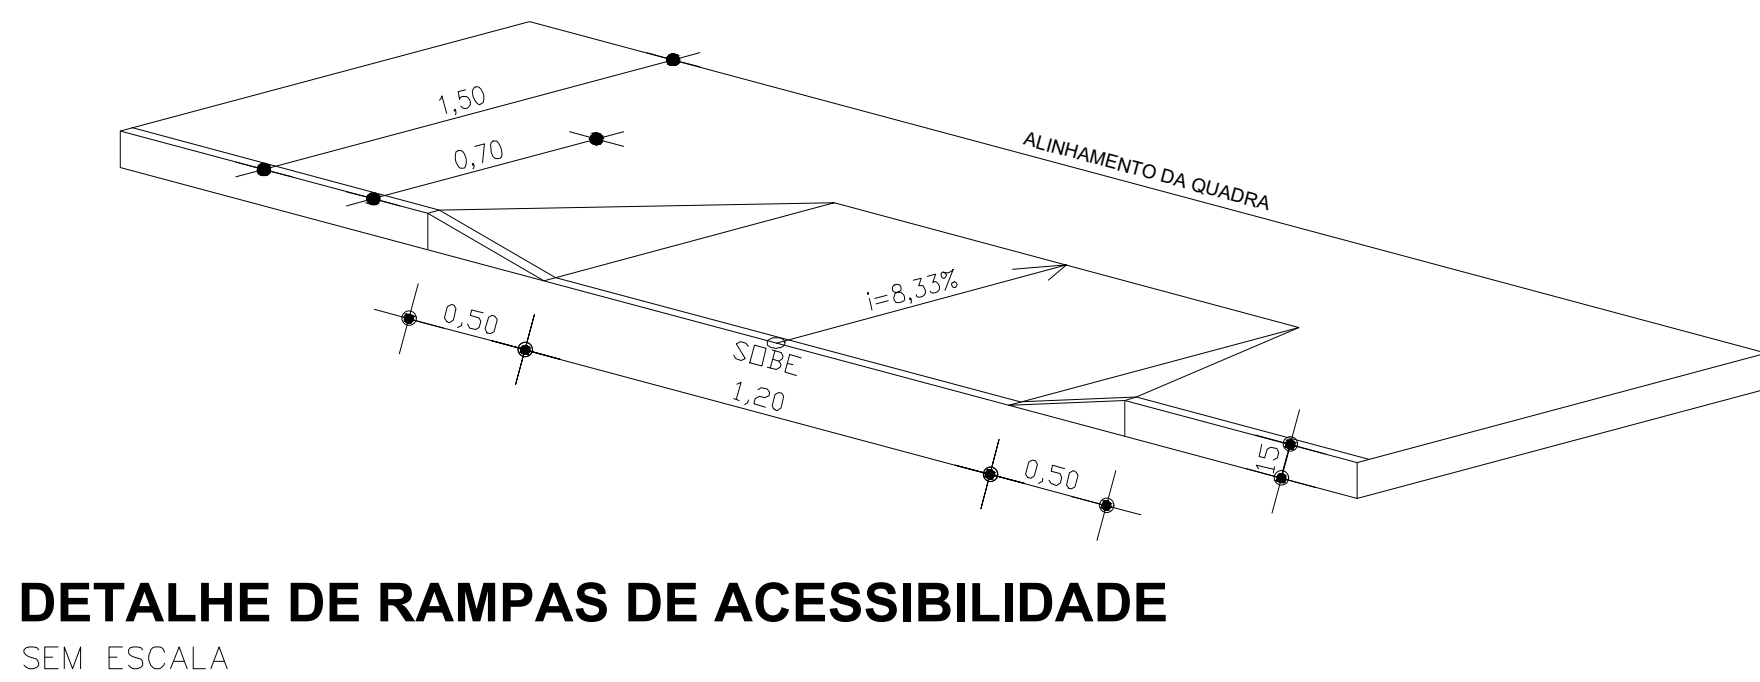 1,50
0,70
ALINHAMENTO DA QUADRA
i=8,33%
0,50
SOBE
1,20
0,50
15
DETALHE DE RAMPAS DE ACESSIBILIDADE
SEM ESCALA